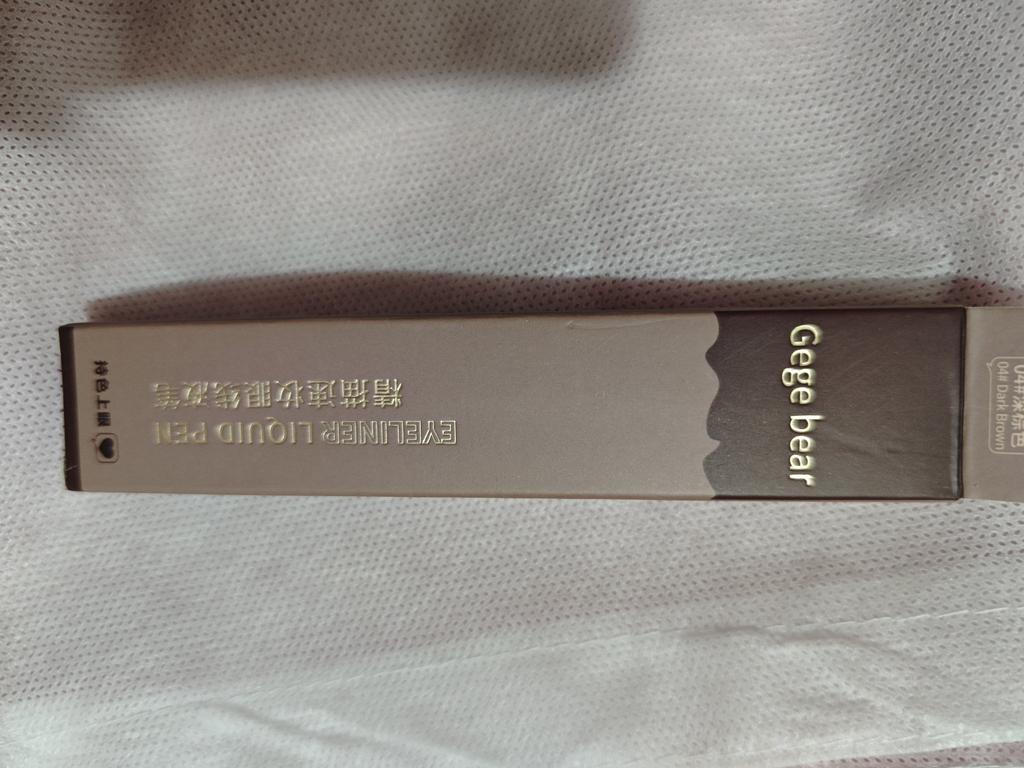 04#深棕色
04# Dark Brown
Gege bear
EYELINER LIQUID PEN
精描速妆眼线液笔
持色上眼